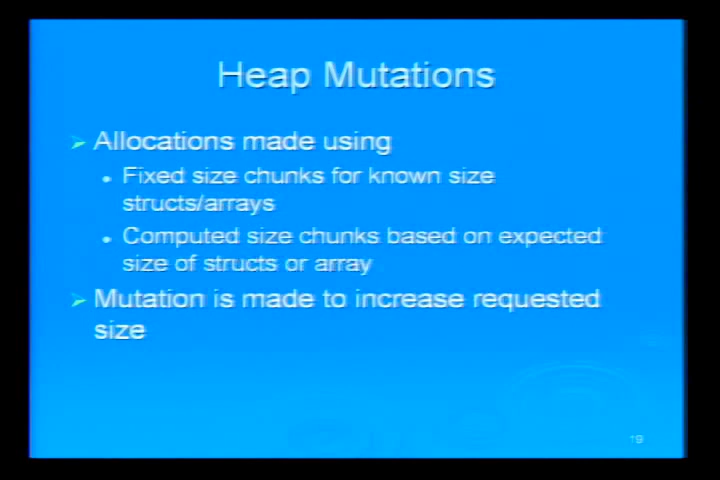 Heap Mutations
Allocations made using
Fixed size chunks for known size
structs/arrays
Computed size chunks based on expected
size of structs or array
Mutation is made to increase requested
size
19